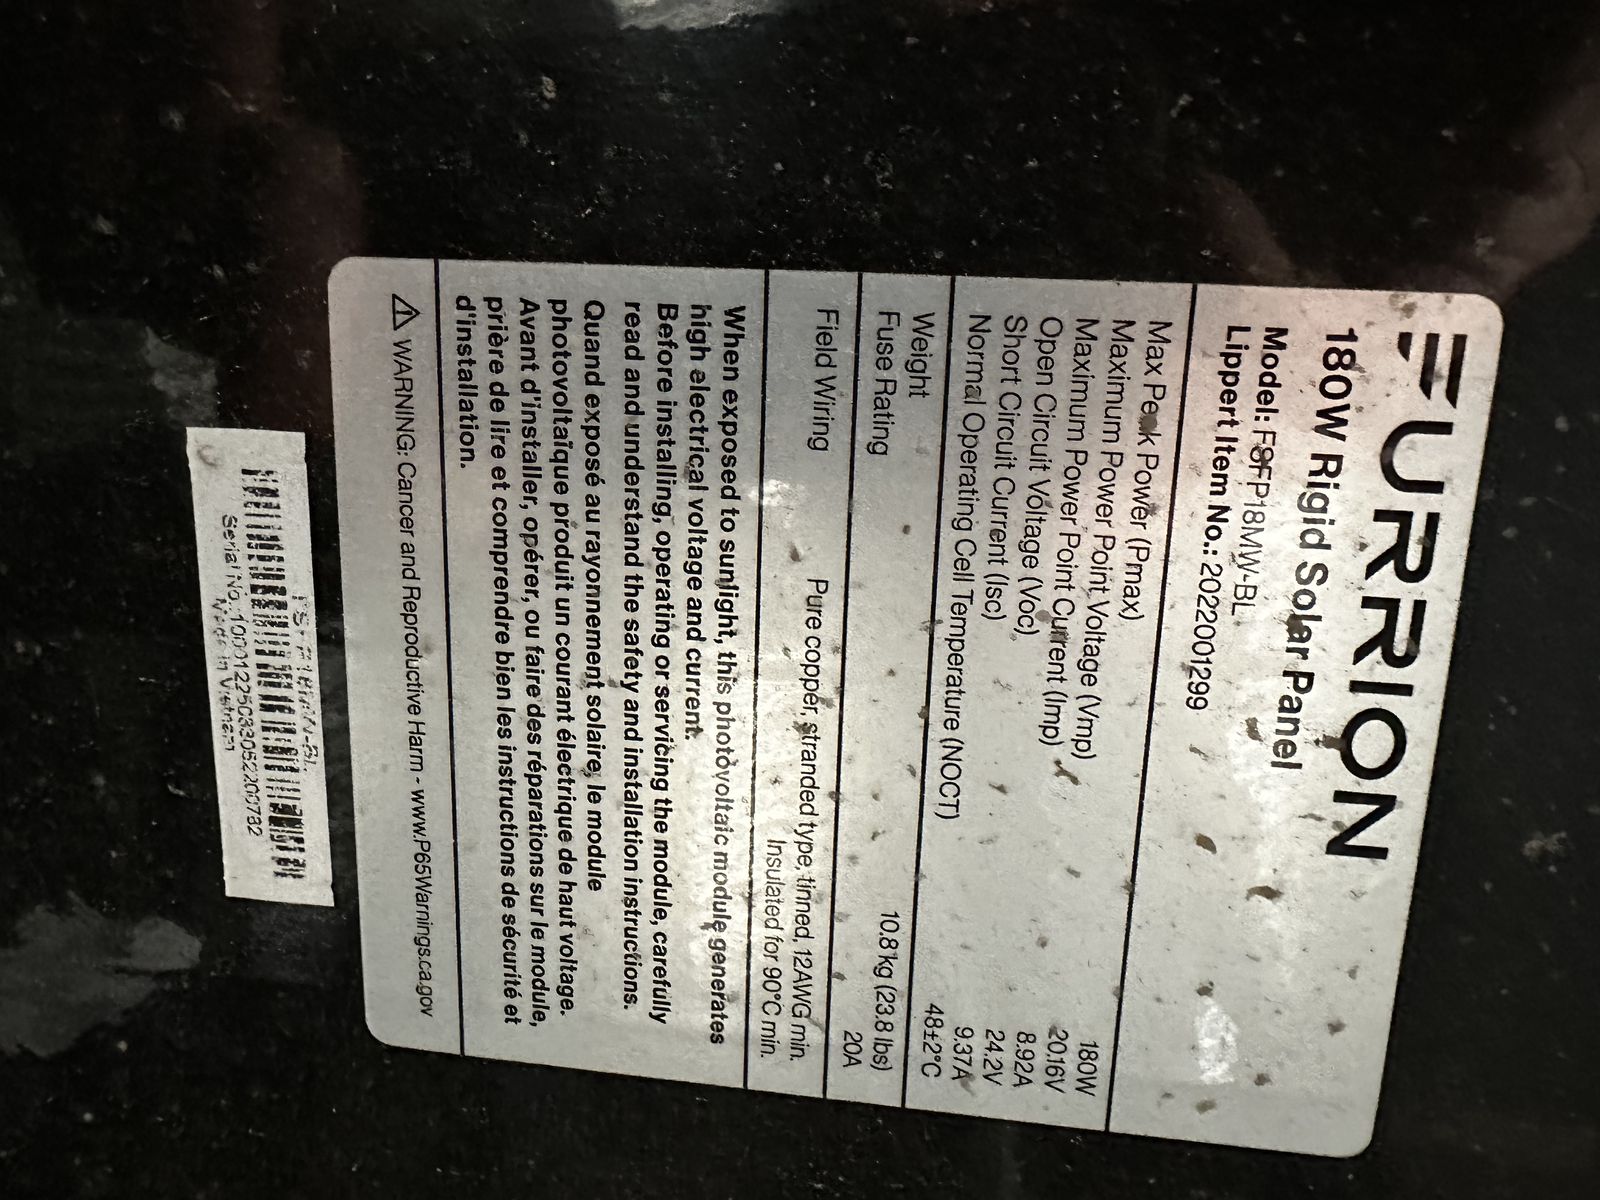 FURRION
180W Rigid Solar Panel
Model: FSFP18MW-BL
Lippert Item No.: 2022001299
Max Peak Power (Pmax) 180W
Maximum Power Point Voltage (Vmp) 20.16V
Maximum Power Point Current (Imp) 8.92A
Open Circuit Voltage (Voc) 24.2V
Short Circuit Current (Isc) 9.37A
Normal Operating Cell Temperature (NOCT) 48±2°C
Weight 10.8kg (23.8 lbs)
Fuse Rating 20A
Field Wiring Pure copper, stranded type, tinned, 12AWG min.
Insulated for 90°C min.
When exposed to sunlight, this photovoltaic module generates
high electrical voltage and current.
Before installing, operating or servicing the module, carefully
read and understand the safety and installation instructions.
Quand exposé au rayonnement solaire, le module
photovoltaïque produit un courant électrique de haut voltage.
Avant d'installer, opérer, ou faire des réparations sur le module,
prière de lire et comprendre bien les instructions de sécurité et
d'installation.
⚠ WARNING: Cancer and Reproductive Harm - www.P65Warnings.ca.gov
Serial No.:
Made in Vietnam